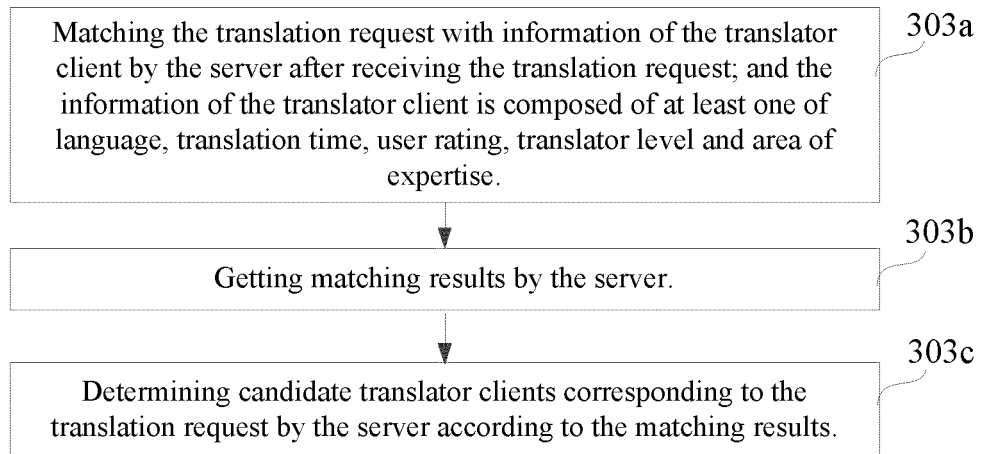 303a
Matching the translation request with information of the translator
client by the server after receiving the translation request; and the
information of the translator client is composed of at least one of
language, translation time, user rating, translator level and area of
expertise.
303b
Getting matching results by the server.
303c
Determining candidate translator clients corresponding to the
translation request by the server according to the matching results.